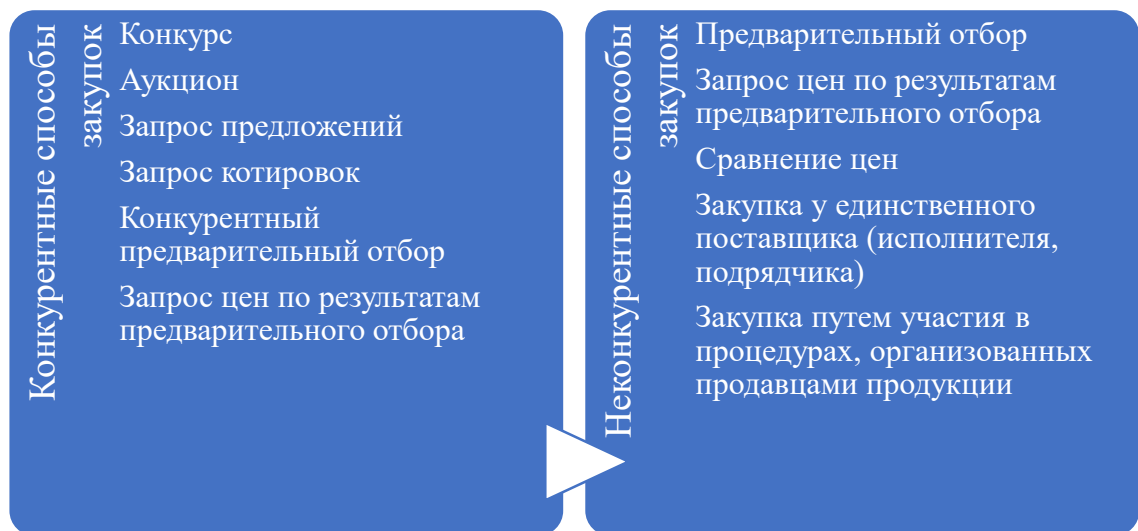 Конкурентные способы
закупок
Конкурс
Аукцион
Запрос предложений
Запрос котировок
Конкурентный
предварительный отбор
Запрос цен по результатам
предварительного отбора
Неконкурентные способы
закупок
Предварительный отбор
Запрос цен по результатам
предварительного отбора
Сравнение цен
Закупка у единственного
поставщика (исполнителя,
подрядчика)
Закупка путем участия в
процедурах, организованных
продавцами продукции